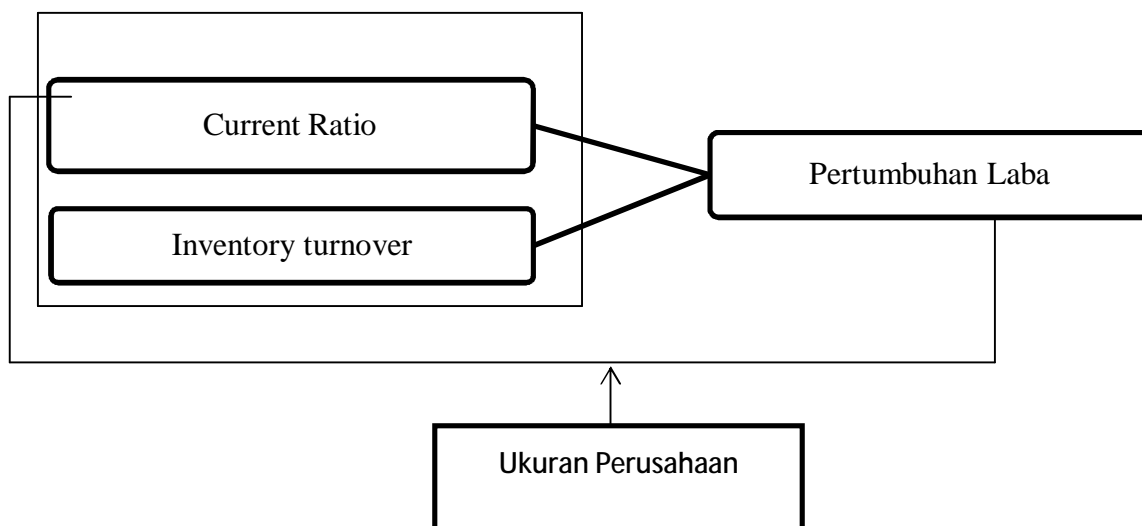 Current Ratio
Pertumbuhan Laba
Inventory turnover
Ukuran Perusahaan